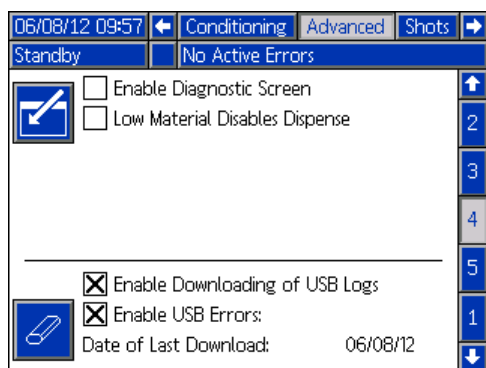 06/08/12 09:57 Conditioning Advanced Shots
Standby No Active Errors
Enable Diagnostic Screen
Low Material Disables Dispense
2
3
4
5
1
Enable Downloading of USB Logs
Enable USB Errors:
Date of Last Download: 06/08/12